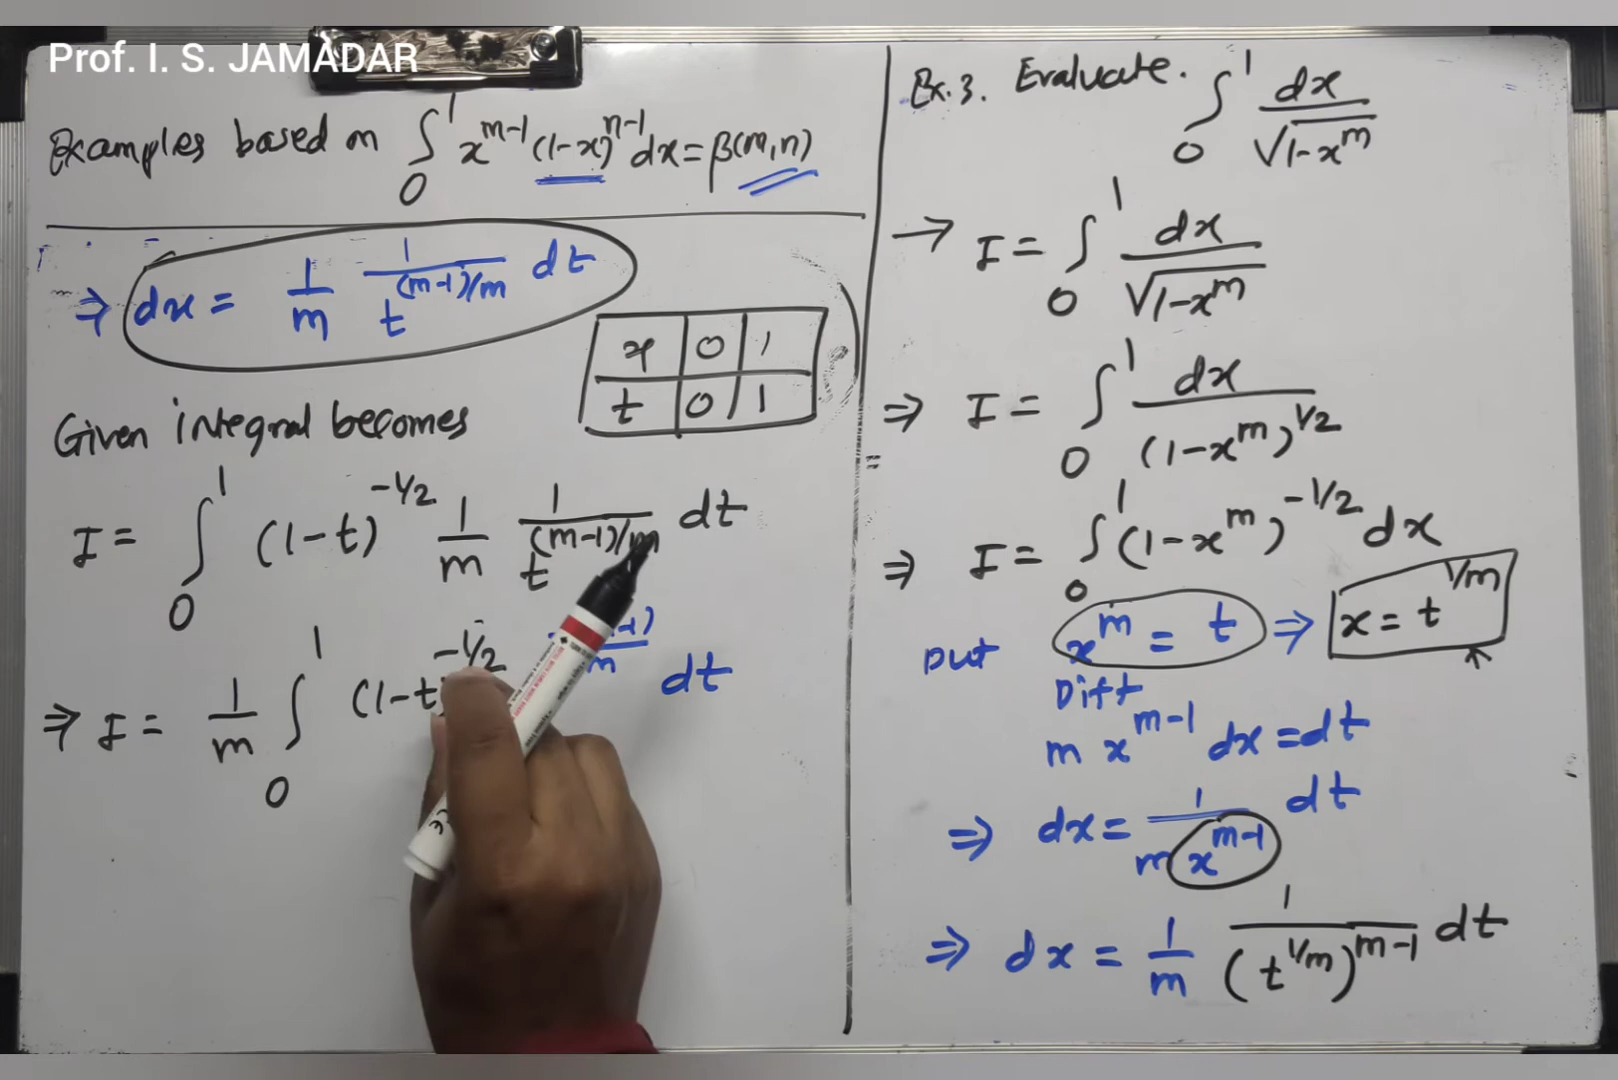 Prof. I. S. JAMADAR
Examples based on ∫₀¹ x^(m-1) (1-x)^(n-1) dx = β(m,n)
⇒ dx = 1/m 1/t^((m-1)/m) dt
x 0 1
t 0 1
Given integral becomes
I = ∫₀¹ (1-t)^(-1/2) 1/m 1/t^((m-1)/m) dt
⇒ I = 1/m ∫₀¹ (1-t)^(-1/2) dt
Ex.3. Evaluate. ∫₀¹ dx/√(1-x^m)
→ I = ∫₀¹ dx/√(1-x^m)
⇒ I = ∫₀¹ dx/(1-x^m)^(1/2)
⇒ I = ∫₀¹ (1-x^m)^(-1/2) dx
put x^m = t ⇒ x = t^(1/m)
Diff
m x^(m-1) dx = dt
⇒ dx = 1/(m x^(m-1)) dt
⇒ dx = 1/m 1/(t^(1/m))^(m-1) dt